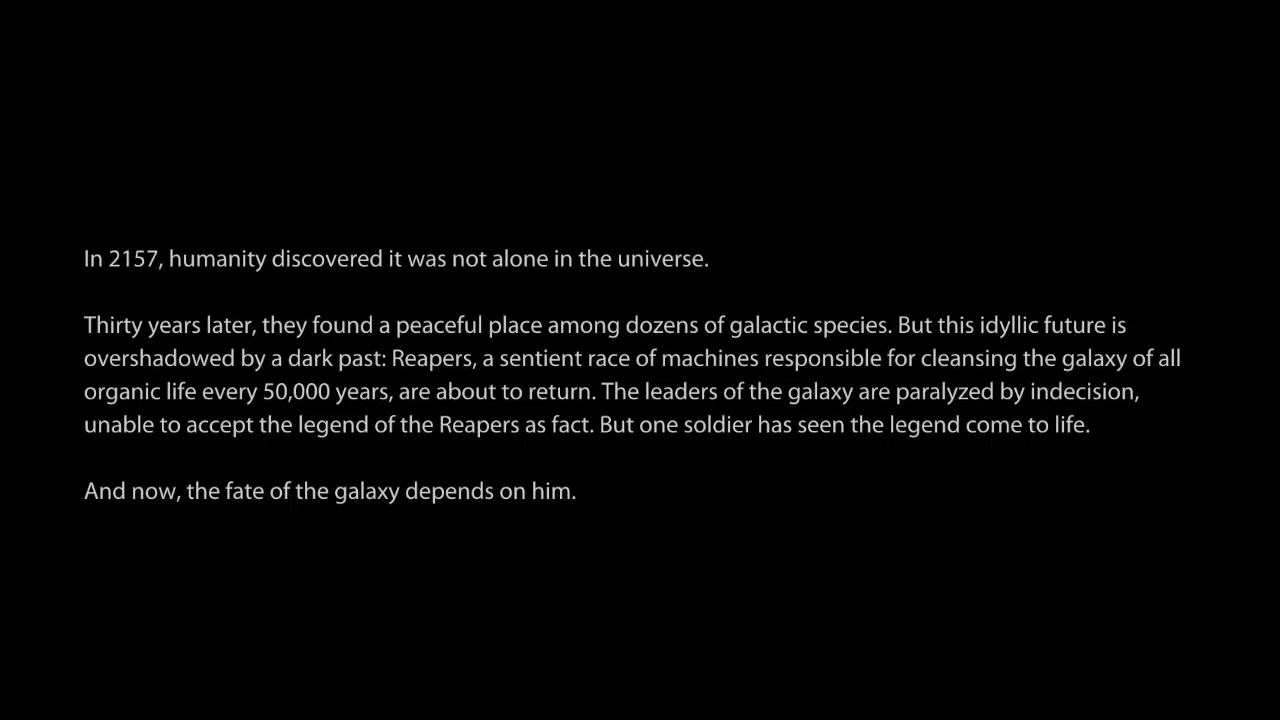 In 2157, humanity discovered it was not alone in the universe.
Thirty years later, they found a peaceful place among dozens of galactic species. But this idyllic future is
overshadowed by a dark past: Reapers, a sentient race of machines responsible for cleansing the galaxy of all
organic life every 50,000 years, are about to return. The leaders of the galaxy are paralyzed by indecision,
unable to accept the legend of the Reapers as fact. But one soldier has seen the legend come to life.
And now, the fate of the galaxy depends on him.